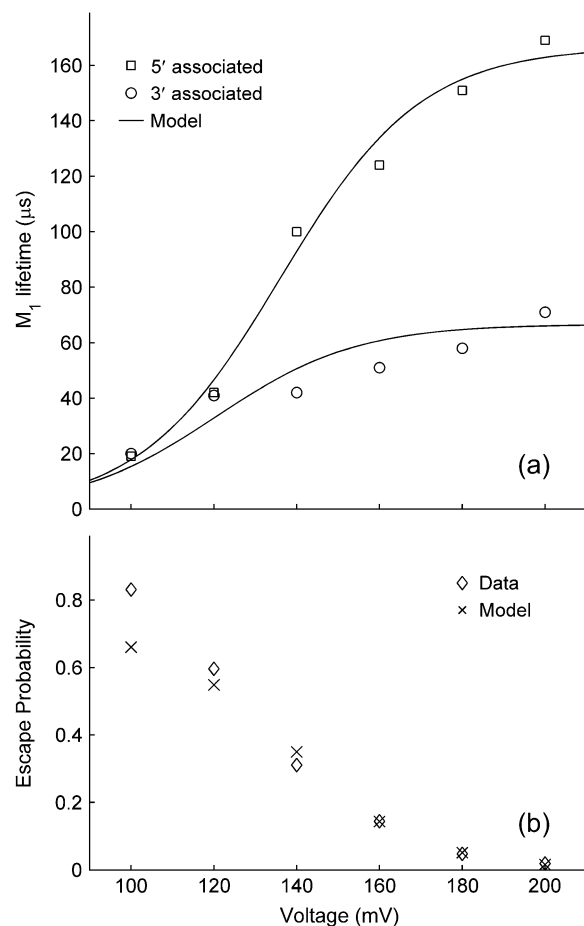 160
140
120
100
80
60
40
20
0
M₁ lifetime (µs)
5′ associated
3′ associated
Model
(a)
0.8
0.6
0.4
0.2
0
Escape Probability
Data
Model
(b)
100 120 140 160 180 200
Voltage (mV)